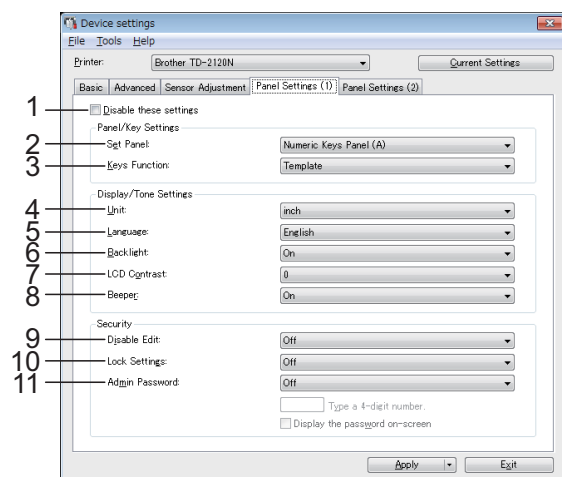 Device settings
File Tools Help
Printer: Brother TD-2120N Current Settings
Basic Advanced Sensor Adjustment Panel Settings (1) Panel Settings (2)
1 Disable these settings
Panel/Key Settings
2 Set Panel: Numeric Keys Panel (A)
3 Keys Function: Template
Display/Tone Settings
4 Unit: inch
5 Language: English
6 Backlight: On
7 LCD Contrast: 0
8 Beeper: On
Security
9 Disable Edit: Off
10 Lock Settings: Off
11 Admin Password: Off
Type a 4-digit number.
Display the password on-screen
Apply Exit